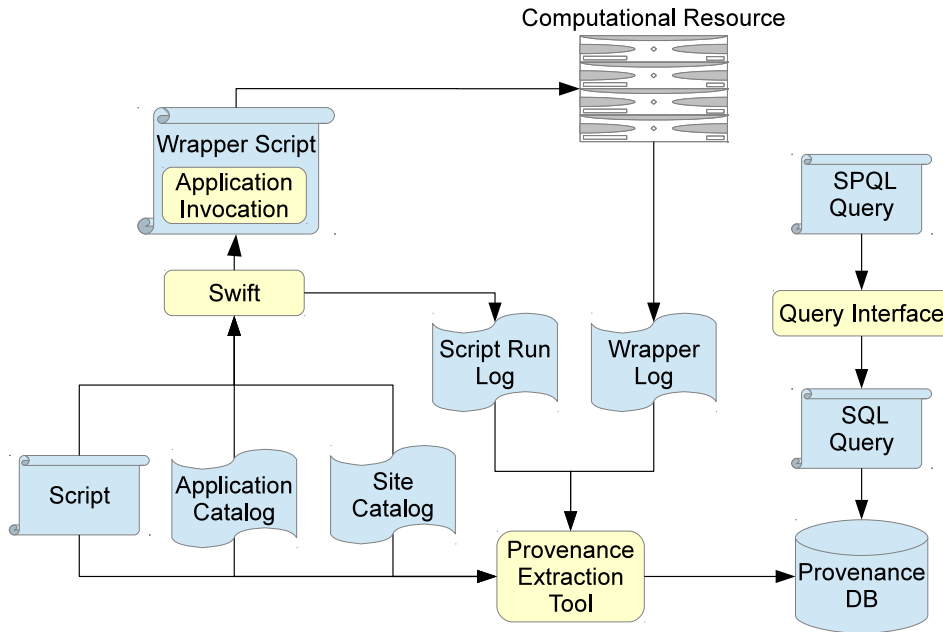 Computational Resource
Wrapper Script
Application
Invocation
SPQL
Query
Swift
Query Interface
Script Run
Log
Wrapper
Log
SQL
Query
Script
Application
Catalog
Site
Catalog
Provenance
Extraction
Tool
Provenance
DB